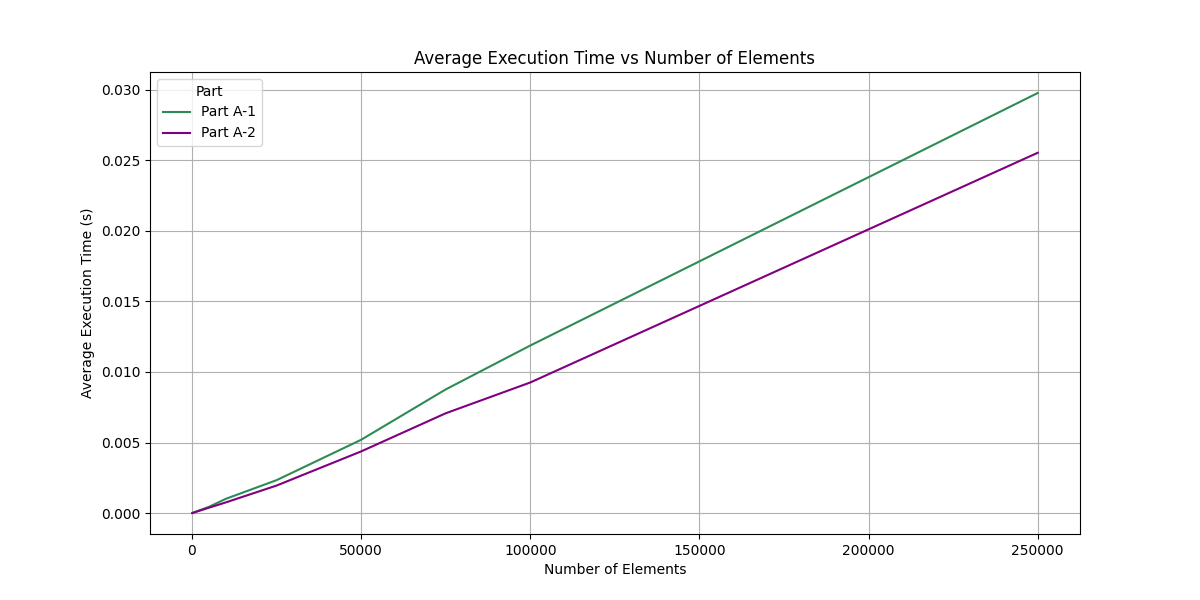 Average Execution Time vs Number of Elements
Part
Part A-1
Part A-2
Average Execution Time (s)
0.030
0.025
0.020
0.015
0.010
0.005
0.000
0 50000 100000 150000 200000 250000
Number of Elements